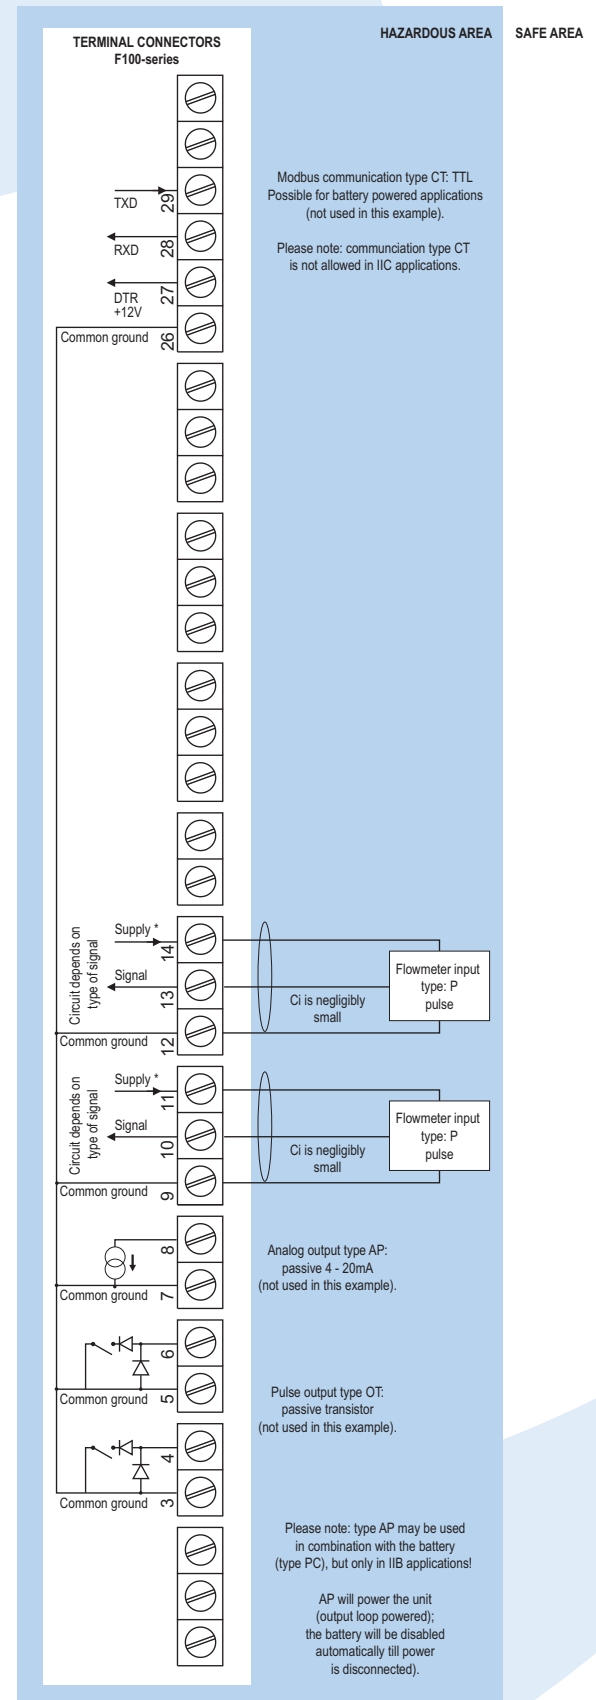 HAZARDOUS AREA
SAFE AREA
TERMINAL CONNECTORS
F100-series
Modbus communication type CT: TTL
Possible for battery powered applications
(not used in this example).
Please note: communciation type CT
is not allowed in IIC applications.
TXD
29
RXD
28
DTR
+12V
27
Common ground
26
Circuit depends on
type of signal
Supply *
14
Signal
13
Common ground
12
Ci is negligibly
small
Flowmeter input
type: P
pulse
Circuit depends on
type of signal
Supply *
11
Signal
10
Common ground
9
Ci is negligibly
small
Flowmeter input
type: P
pulse
8
Common ground
7
Analog output type AP:
passive 4 - 20mA
(not used in this example).
6
Common ground
5
Pulse output type OT:
passive transistor
(not used in this example).
4
Common ground
3
Please note: type AP may be used
in combination with the battery
(type PC), but only in IIB applications!
AP will power the unit
(output loop powered);
the battery will be disabled
automatically till power
is disconnected).